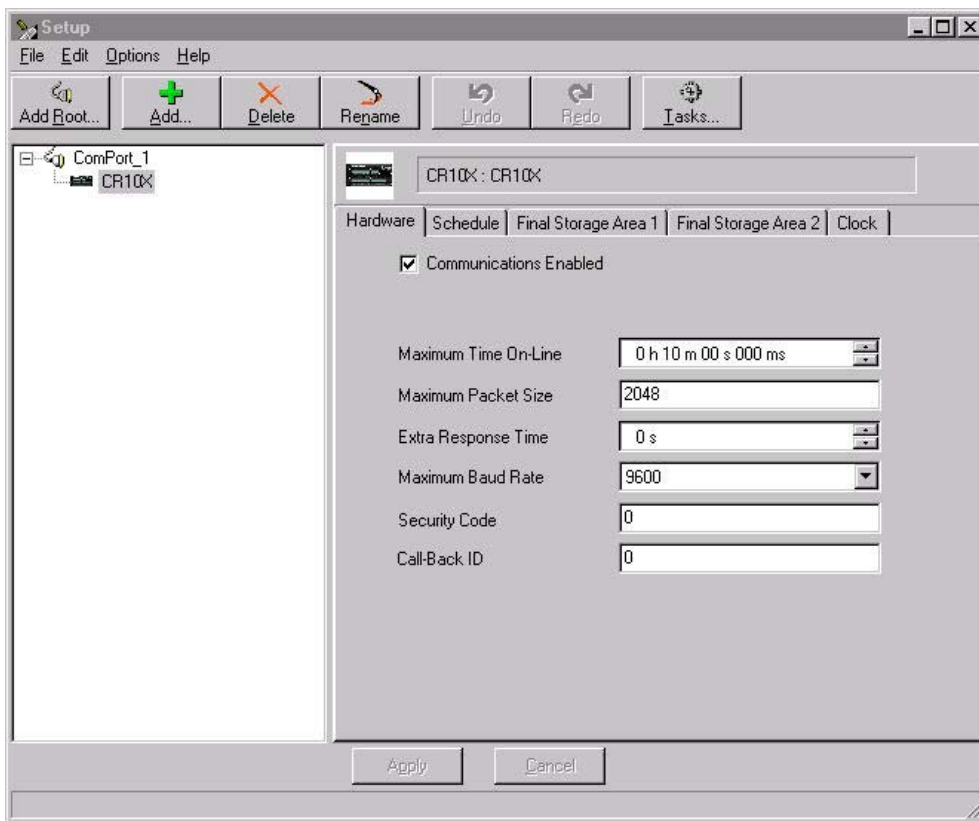 Setup
File Edit Options Help
Add Root... Add... Delete Rename Undo Redo Tasks...
ComPort_1
CR10X
CR10X : CR10X
Hardware Schedule Final Storage Area 1 Final Storage Area 2 Clock
Communications Enabled
Maximum Time On-Line 0 h 10 m 00 s 000 ms
Maximum Packet Size 2048
Extra Response Time 0 s
Maximum Baud Rate 9600
Security Code 0
Call-Back ID 0
Apply Cancel